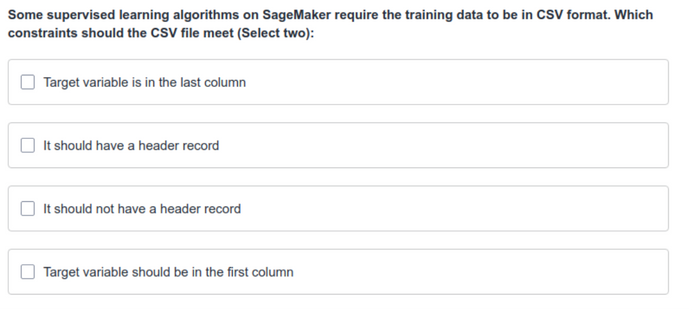 Some supervised learning algorithms on SageMaker require the training data to be in CSV format. Which
constraints should the CSV file meet (Select two):
Target variable is in the last column
It should have a header record
It should not have a header record
Target variable should be in the first column